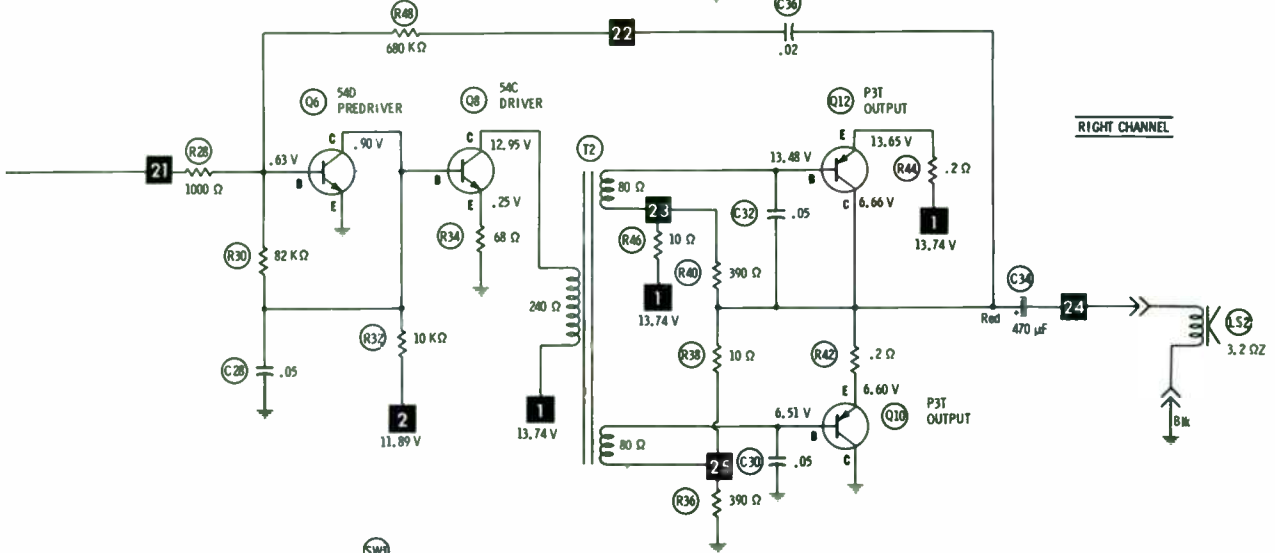 R48
680 KΩ
22
C36
.02
Q6
54D
PREDRIVER
Q8
54C
DRIVER
Q12
P3T
OUTPUT
RIGHT CHANNEL
21
R28
1000 Ω
.63 V
B
C
.90 V
E
B
C
12.95 V
E
.25 V
T2
13.48 V
B
E
13.65 V
C
6.66 V
R44
.2 Ω
1
13.74 V
80 Ω
23
C32
.05
R30
82 KΩ
R34
68 Ω
R46
10 Ω
R40
390 Ω
1
13.74 V
240 Ω
C34
+
Red
470 µF
24
LS2
3.2 ΩZ
R32
10 KΩ
R38
10 Ω
R42
.2 Ω
C28
.05
2
11.89 V
1
13.74 V
E
6.60 V
6.51 V
B
Q10
P3T
OUTPUT
C
Blk
80 Ω
25
C30
.05
R36
390 Ω
SW1